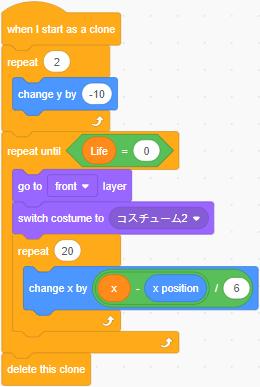 when I start as a clone
repeat 2
change y by -10
repeat until Life = 0
go to front layer
switch costume to コスチューム2
repeat 20
change x by x - x position / 6
delete this clone